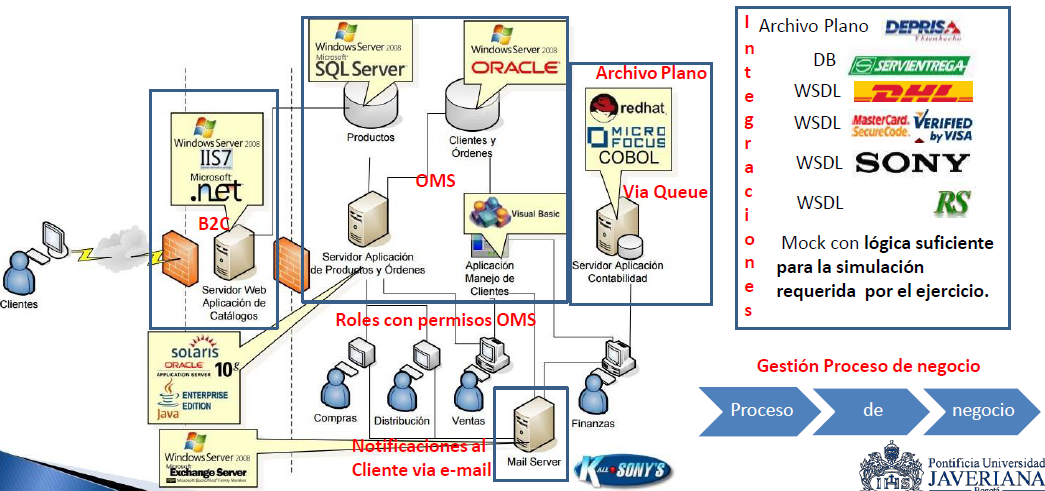 Windows Server 2008
Microsoft
SQL Server
Windows Server 2008
ORACLE
Productos
Clientes y
Órdenes
Archivo Plano
redhat
MICRO
FOCUS
COBOL
Via Queue
Servidor Aplicación
Contabilidad
Windows Server 2008
IIS7
Microsoft
.net
B2C
Servidor Web
Aplicación de
Catálogos
Clientes
OMS
Servidor Aplicación
de Productos y Órdenes
Visual Basic
Aplicación
Manejo de
Clientes
Roles con permisos OMS
solaris
ORACLE 10g
APPLICATION SERVER
Java
ENTERPRISE
EDITION
Compras
Distribución
Ventas
Finanzas
Windows Server 2008
Microsoft
Exchange Server
Notificaciones al
Cliente via e-mail
Mail Server
KALL SONY'S
Integraciones
Archivo Plano DEPRISA
DB SERVIENTREGA
WSDL DHL
WSDL MasterCard. SecureCode. VERIFIED by VISA
WSDL SONY
WSDL RS
Mock con lógica suficiente
para la simulación
requerida por el ejercicio.
Gestión Proceso de negocio
Proceso
de
negocio
Pontificia Universidad
JAVERIANA
Bogotá